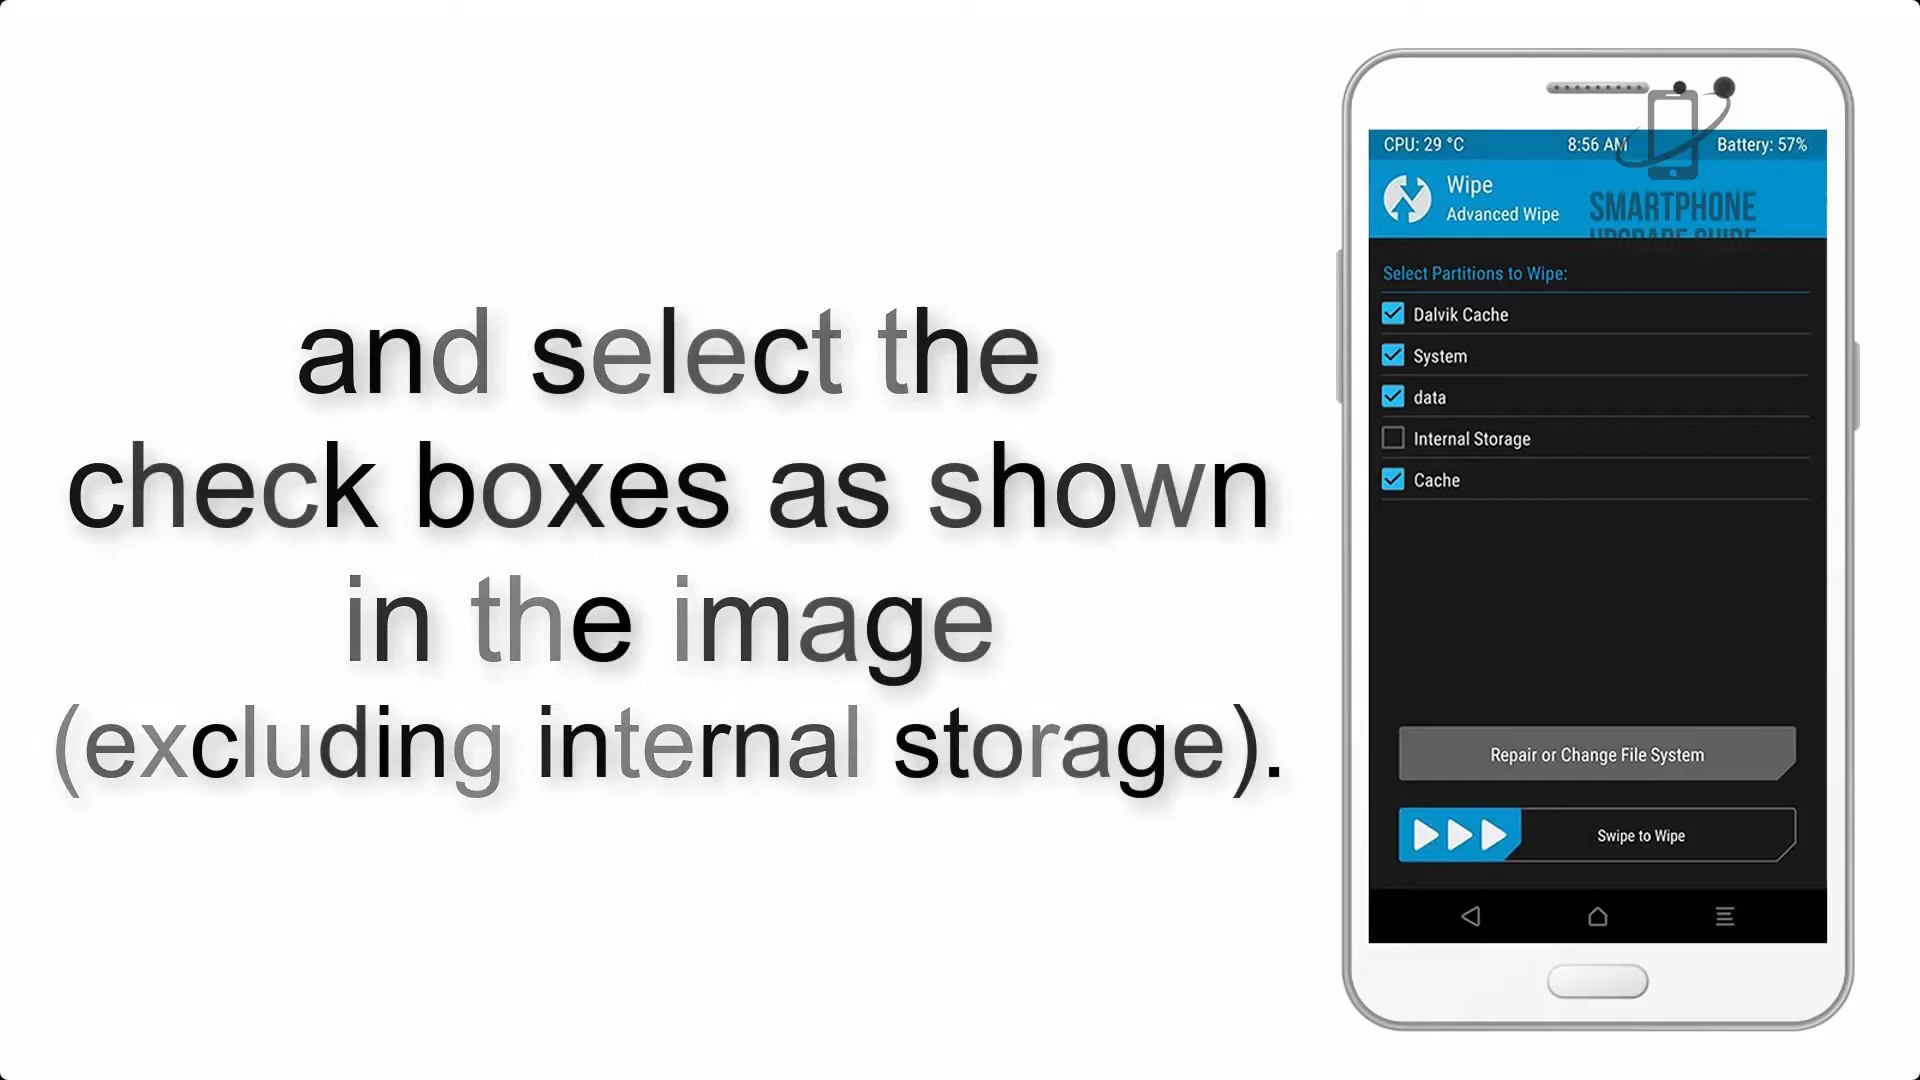 and select the
check boxes as shown
in the image
(excluding internal storage).
CPU: 29 °C 8:56 AM Battery: 57%
Wipe
Advanced Wipe
SMARTPHONE
UPGRADE GUIDE
Select Partitions to Wipe:
Dalvik Cache
System
data
Internal Storage
Cache
Repair or Change File System
Swipe to Wipe